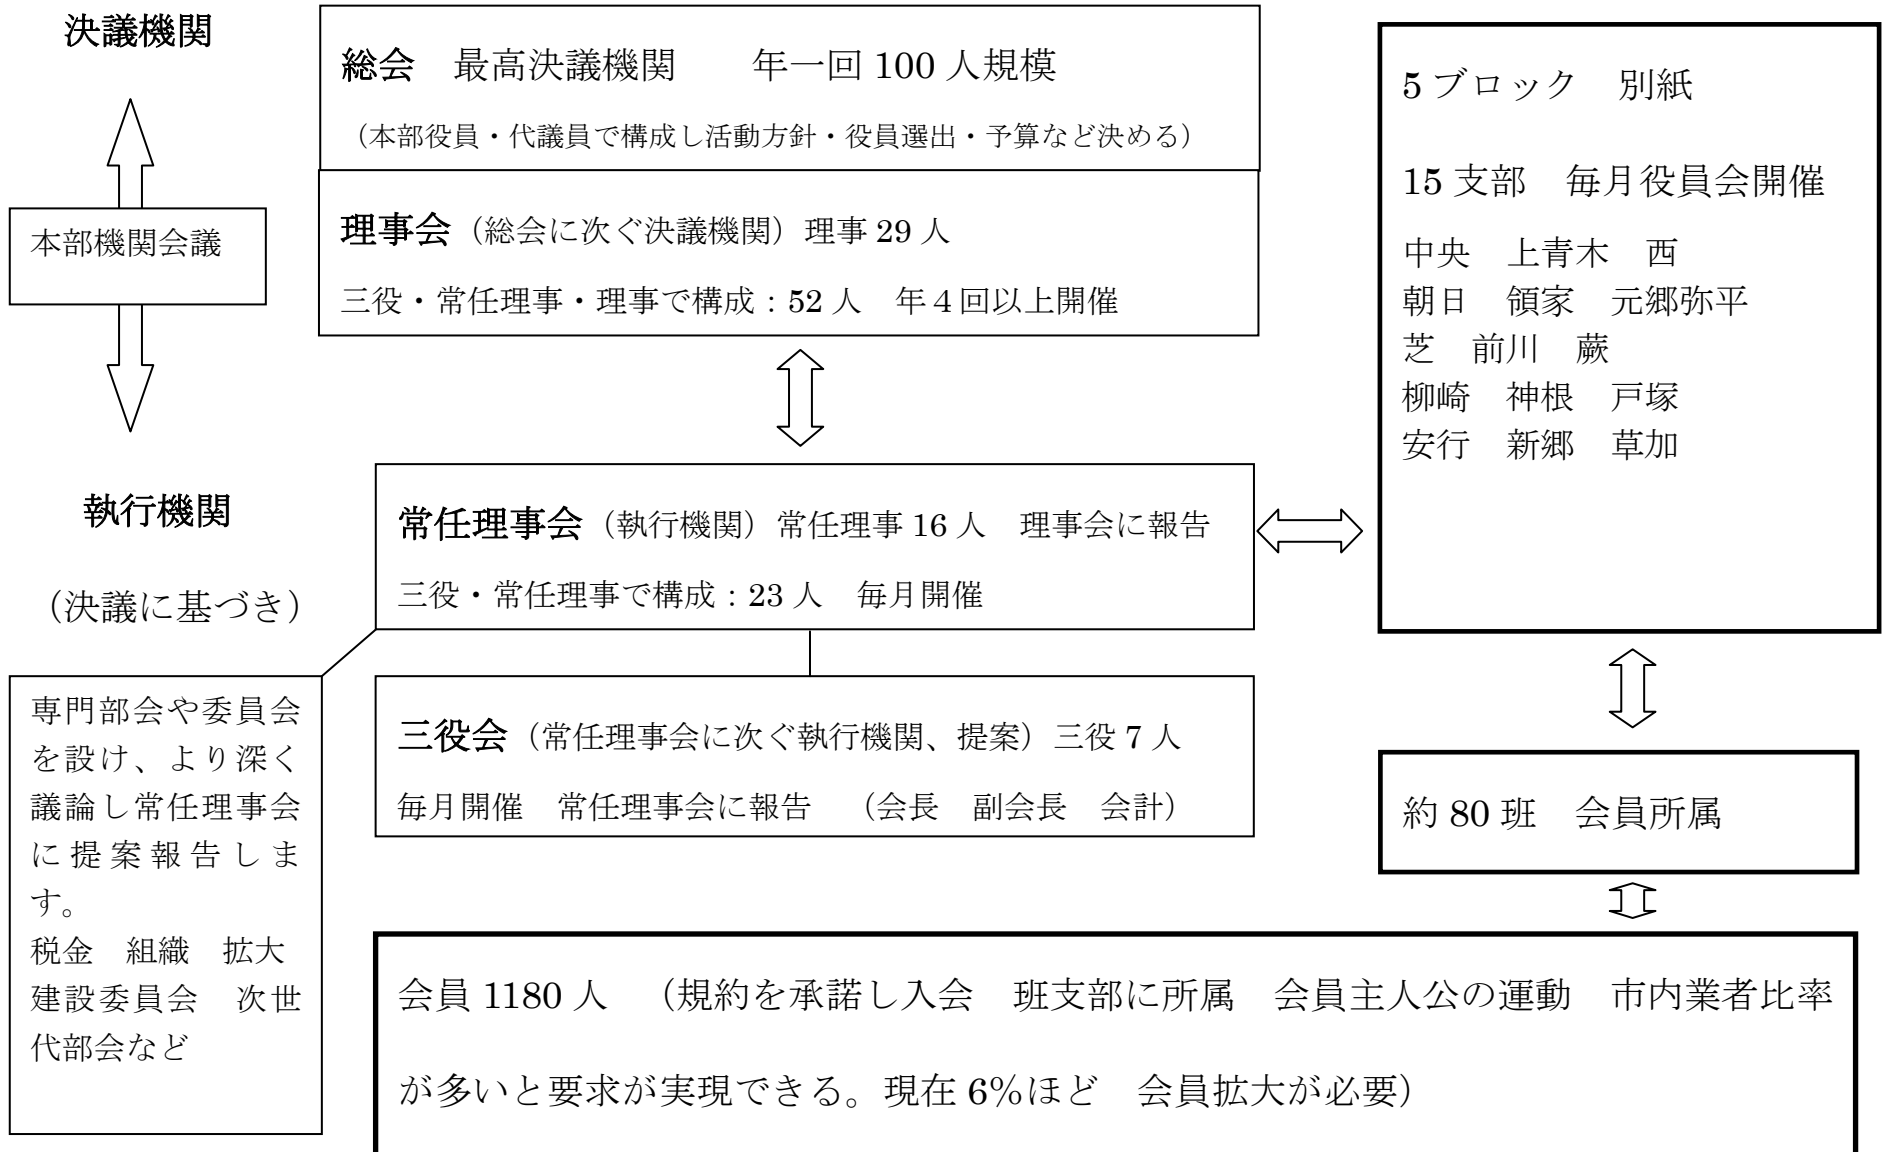 決議機関
本部機関会議
執行機関
（決議に基づき）
総会　最高決議機関　　年一回 100 人規模
（本部役員・代議員で構成し活動方針・役員選出・予算など決める）
理事会（総会に次ぐ決議機関）理事 29 人
三役・常任理事・理事で構成：52 人　年４回以上開催
常任理事会（執行機関）常任理事 16 人　理事会に報告
三役・常任理事で構成：23 人　毎月開催
三役会（常任理事会に次ぐ執行機関、提案）三役 7 人
毎月開催　常任理事会に報告　（会長　副会長　会計）
専門部会や委員会
を設け、より深く
議論し常任理事会
に提案報告しま
す。
税金　組織　拡大
建設委員会　次世
代部会など
5 ブロック　別紙
15 支部　毎月役員会開催
中央　上青木　西
朝日　領家　元郷弥平
芝　前川　蕨
柳崎　神根　戸塚
安行　新郷　草加
約 80 班　会員所属
会員 1180 人　（規約を承諾し入会　班支部に所属　会員主人公の運動　市内業者比率
が多いと要求が実現できる。現在 6%ほど　会員拡大が必要）